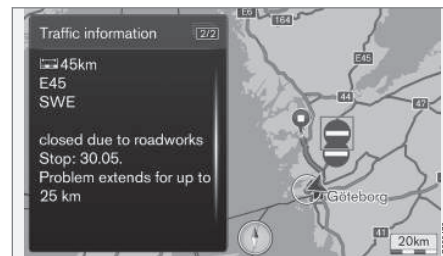 Traffic information 2/2
45km
E45
SWE
closed due to roadworks
Stop: 30.05.
Problem extends for up to
25 km
E6
164
E45
44
47
Göteborg
41
20km